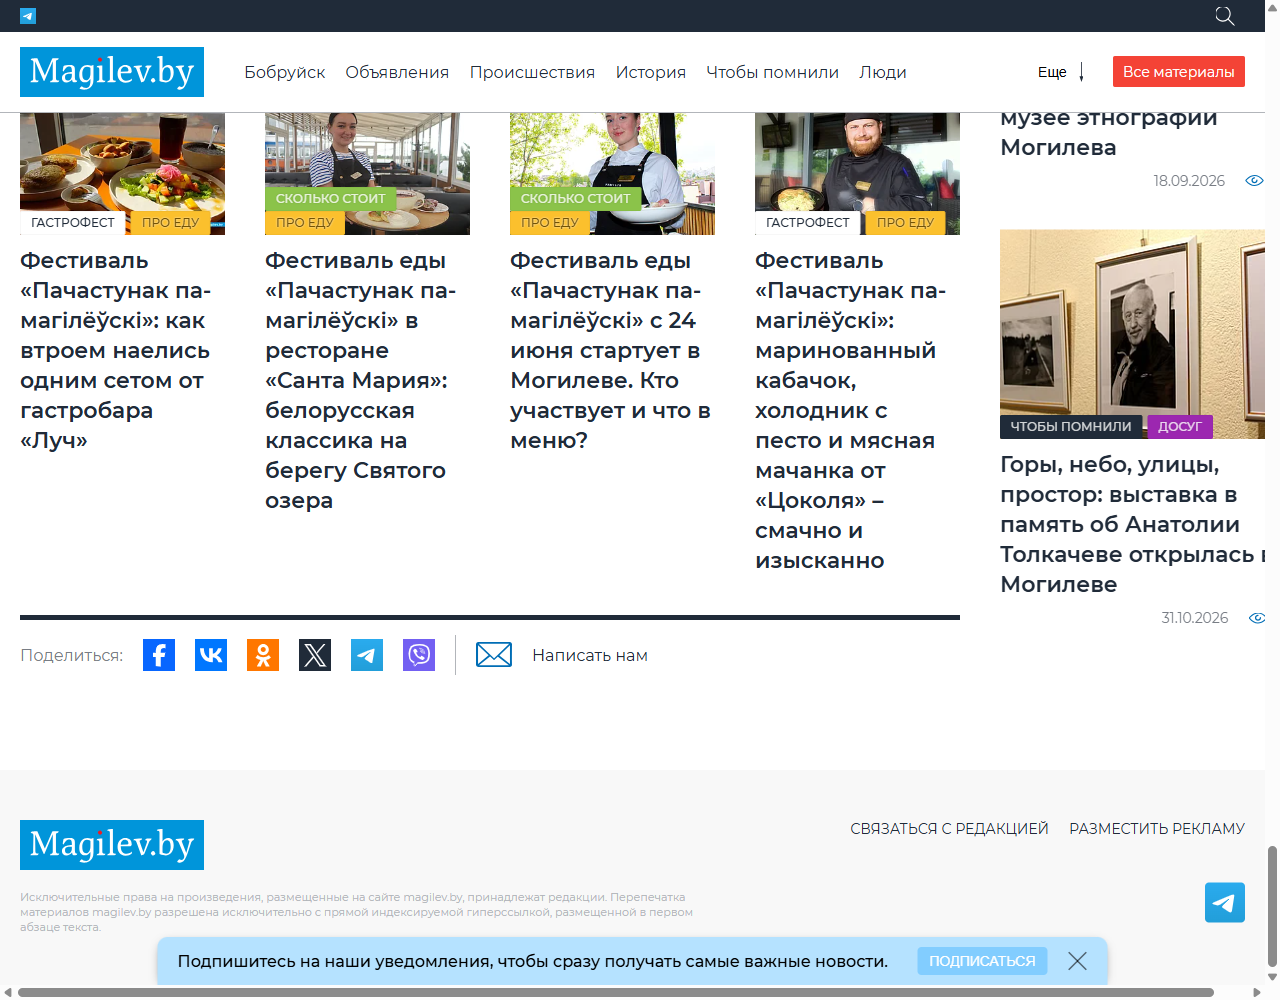 Magilev.by
Бобруйск Объявления Происшествия История Чтобы помнили Люди
Еще
Все материалы
ГАСТРОФЕСТ ПРО ЕДУ
Фестиваль
«Пачастунак па-
магілёўскі»: как
втроем наелись
одним сетом от
гастробара
«Луч»
СКОЛЬКО СТОИТ
ПРО ЕДУ
Фестиваль еды
«Пачастунак па-
магілёўскі» в
ресторане
«Санта Мария»:
белорусская
классика на
берегу Святого
озера
СКОЛЬКО СТОИТ
ПРО ЕДУ
Фестиваль еды
«Пачастунак па-
магілёўскі» с 24
июня стартует в
Могилеве. Кто
участвует и что в
меню?
ГАСТРОФЕСТ ПРО ЕДУ
Фестиваль
«Пачастунак па-
магілёўскі»:
маринованный
кабачок,
холодник с
песто и мясная
мачанка от
«Цоколя» –
смачно и
изысканно
музее этнографии
Могилева
18.09.2026
ЧТОБЫ ПОМНИЛИ ДОСУГ
Горы, небо, улицы,
простор: выставка в
память об Анатолии
Толкачеве открылась в
Могилеве
31.10.2026
Поделиться:
Написать нам
Magilev.by
СВЯЗАТЬСЯ С РЕДАКЦИЕЙ РАЗМЕСТИТЬ РЕКЛАМУ
Исключительные права на произведения, размещенные на сайте magilev.by, принадлежат редакции. Перепечатка
материалов magilev.by разрешена исключительно с прямой индексируемой гиперссылкой, размещенной в первом
абзаце текста.
Подпишитесь на наши уведомления, чтобы сразу получать самые важные новости.
ПОДПИСАТЬСЯ